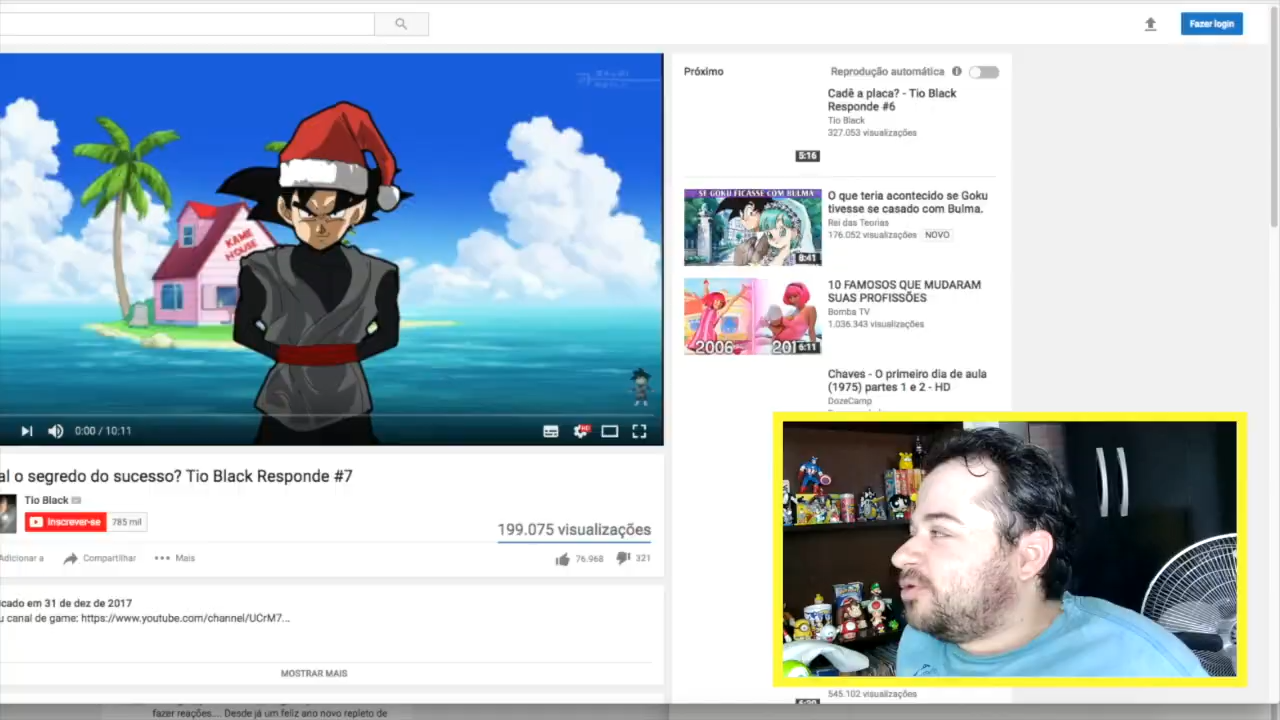 Fazer login
Próximo
Reprodução automática
Cadê a placa? - Tio Black
Responde #6
Tio Black
327.053 visualizações
5:16
SE GOKU FICASSE COM BULMA
8:41
O que teria acontecido se Goku
tivesse se casado com Bulma.
Rei das Teorias
176.052 visualizações NOVO
2006
6:11
10 FAMOSOS QUE MUDARAM
SUAS PROFISSÕES
Bomba TV
1.036.343 visualizações
Chaves - O primeiro dia de aula
(1975) partes 1 e 2 - HD
DozeCamp
545.102 visualizações
KAME
HOUSE
0:00 / 10:11
HD
al o segredo do sucesso? Tio Black Responde #7
Tio Black
Inscrever-se 785 mil
199.075 visualizações
Adicionar a Compartilhar Mais
76.968 321
cado em 31 de dez de 2017
u canal de game: https://www.youtube.com/channel/UCrM7...
MOSTRAR MAIS
fazer reações.... Desde já um feliz ano novo repleto de